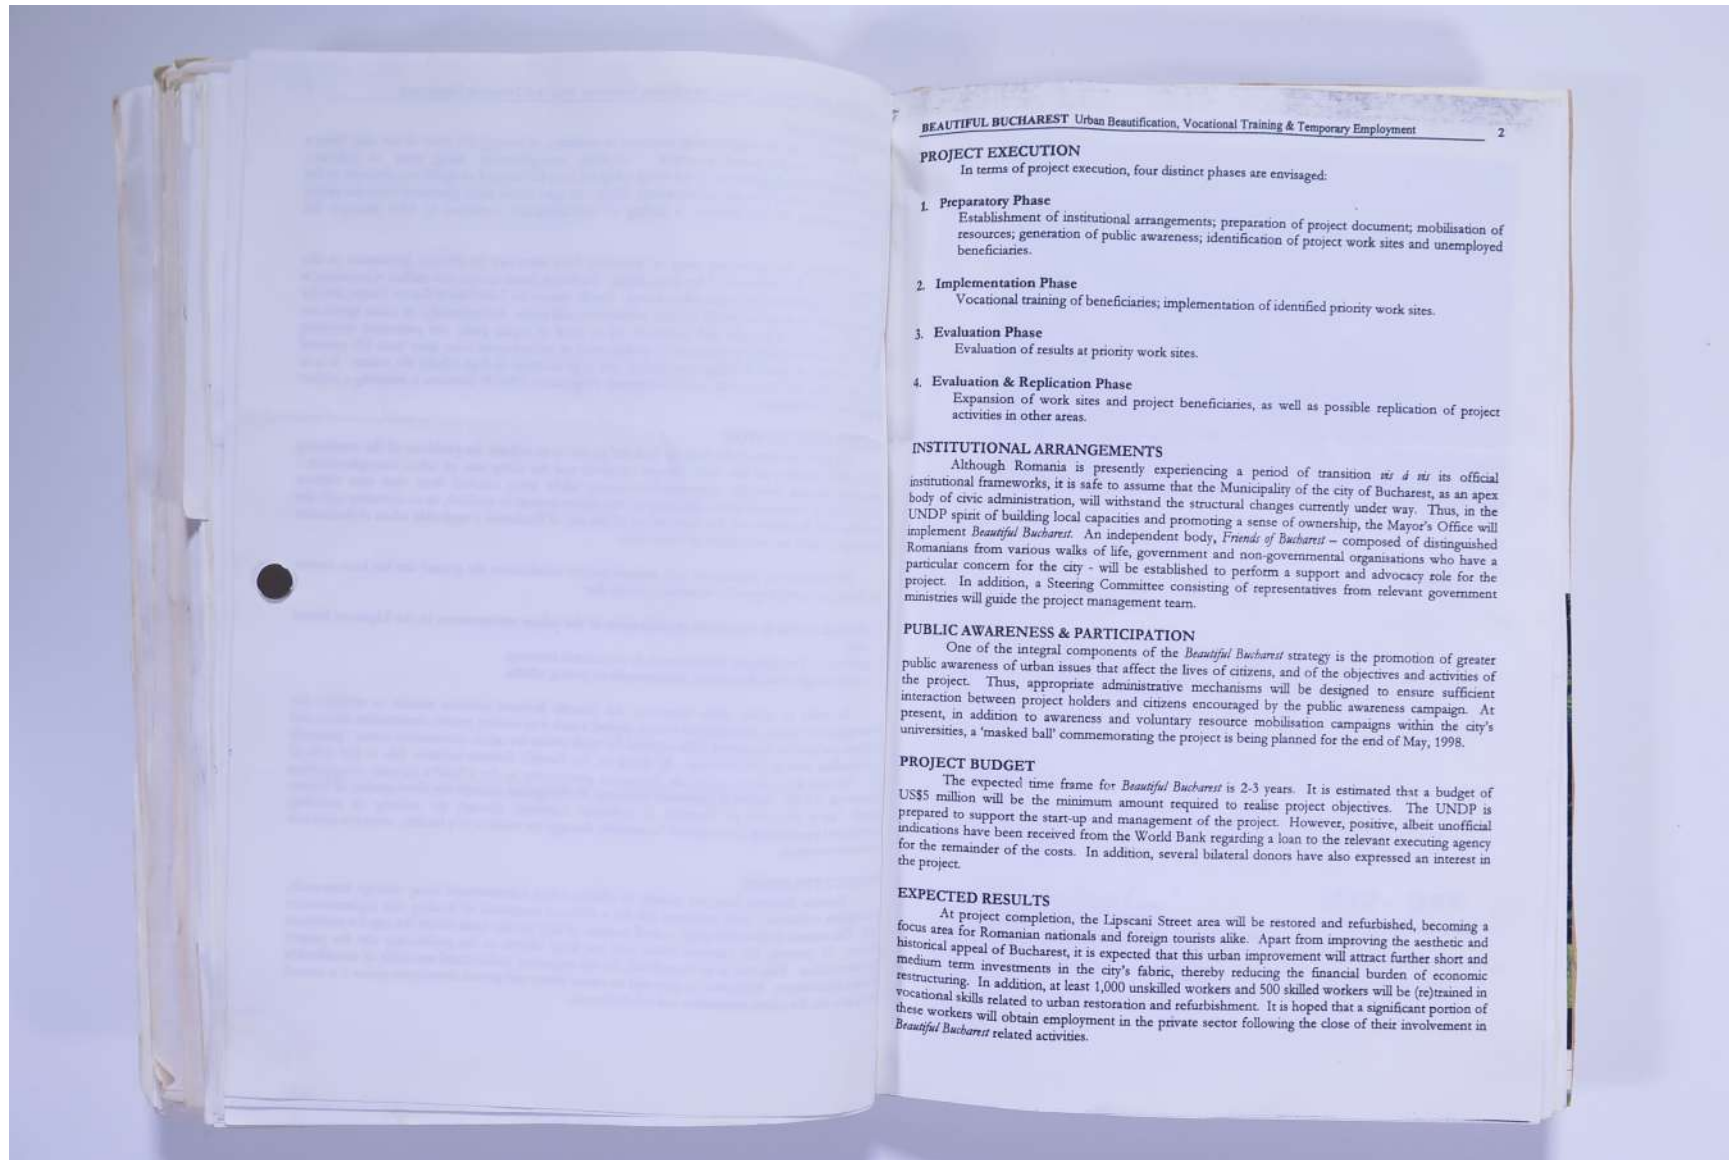 BEAUTIFUL BUCHAREST Urban Beautification, Vocational Training & Temporary Employment 2
PROJECT EXECUTION
In terms of project execution, four distinct phases are envisaged:
1. Preparatory Phase
Establishment of institutional arrangements; preparation of project document; mobilisation of
resources; generation of public awareness; identification of project work sites and unemployed
beneficiaries.
2. Implementation Phase
Vocational training of beneficiaries; implementation of identified priority work sites.
3. Evaluation Phase
Evaluation of results at priority work sites.
4. Evaluation & Replication Phase
Expansion of work sites and project beneficiaries, as well as possible replication of project
activities in other areas.
INSTITUTIONAL ARRANGEMENTS
Although Romania is presently experiencing a period of transition vis á vis its official
institutional frameworks, it is safe to assume that the Municipality of the city of Bucharest, as an apex
body of civic administration, will withstand the structural changes currently under way. Thus, in the
UNDP spirit of building local capacities and promoting a sense of ownership, the Mayor's Office will
implement Beautiful Bucharest. An independent body, Friends of Bucharest – composed of distinguished
Romanians from various walks of life, government and non-governmental organisations who have a
particular concern for the city - will be established to perform a support and advocacy role for the
project. In addition, a Steering Committee consisting of representatives from relevant government
ministries will guide the project management team.
PUBLIC AWARENESS & PARTICIPATION
One of the integral components of the Beautiful Bucharest strategy is the promotion of greater
public awareness of urban issues that affect the lives of citizens, and of the objectives and activities of
the project. Thus, appropriate administrative mechanisms will be designed to ensure sufficient
interaction between project holders and citizens encouraged by the public awareness campaign. At
present, in addition to awareness and voluntary resource mobilisation campaigns within the city's
universities, a 'masked ball' commemorating the project is being planned for the end of May, 1998.
PROJECT BUDGET
The expected time frame for Beautiful Bucharest is 2-3 years. It is estimated that a budget of
US$5 million will be the minimum amount required to realise project objectives. The UNDP is
prepared to support the start-up and management of the project. However, positive, albeit unofficial
indications have been received from the World Bank regarding a loan to the relevant executing agency
for the remainder of the costs. In addition, several bilateral donors have also expressed an interest in
the project.
EXPECTED RESULTS
At project completion, the Lipscani Street area will be restored and refurbished, becoming a
focus area for Romanian nationals and foreign tourists alike. Apart from improving the aesthetic and
historical appeal of Bucharest, it is expected that this urban improvement will attract further short and
medium term investments in the city's fabric, thereby reducing the financial burden of economic
restructuring. In addition, at least 1,000 unskilled workers and 500 skilled workers will be (re)trained in
vocational skills related to urban restoration and refurbishment. It is hoped that a significant portion of
these workers will obtain employment in the private sector following the close of their involvement in
Beautiful Bucharest related activities.